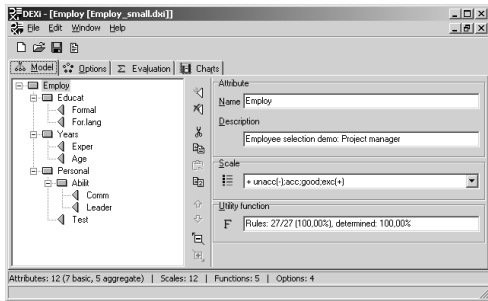 DEXi - [Employ [Employ_small.dxi]]
File Edit Window Help
Model Options Σ Evaluation Charts
Employ
Educat
Formal
For.lang
Years
Exper
Age
Personal
Abilit
Comm
Leader
Test
Attribute
Name Employ
Description
Employee selection demo: Project manager
Scale
+ unacc(-);acc;good;exc(+)
Utility function
F Rules: 27/27 (100,00%), determined: 100,00%
Attributes: 12 (7 basic, 5 aggregate) | Scales: 12 | Functions: 5 | Options: 4